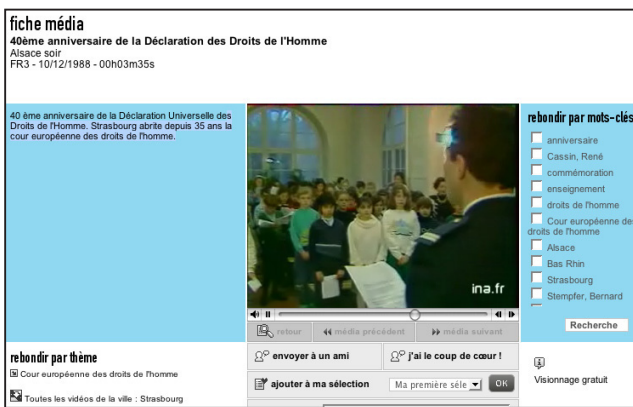 fiche média
40ème anniversaire de la Déclaration des Droits de l'Homme
Alsace soir
FR3 - 10/12/1988 - 00h03m35s
40 ème anniversaire de la Déclaration Universelle des
Droits de l'Homme. Strasbourg abrite depuis 35 ans la
cour européenne des droits de l'homme.
ina.fr
retour
média précédent
média suivant
envoyer à un ami
j'ai le coup de cœur !
ajouter à ma sélection
Ma première séle
OK
rebondir par mots-clés
anniversaire
Cassin, René
commémoration
enseignement
droits de l'homme
Cour européenne des
droits de l'homme
Alsace
Bas Rhin
Strasbourg
Stempfer, Bernard
Recherche
rebondir par thème
Cour européenne des droits de l'homme
Toutes les vidéos de la ville : Strasbourg
Visionnage gratuit